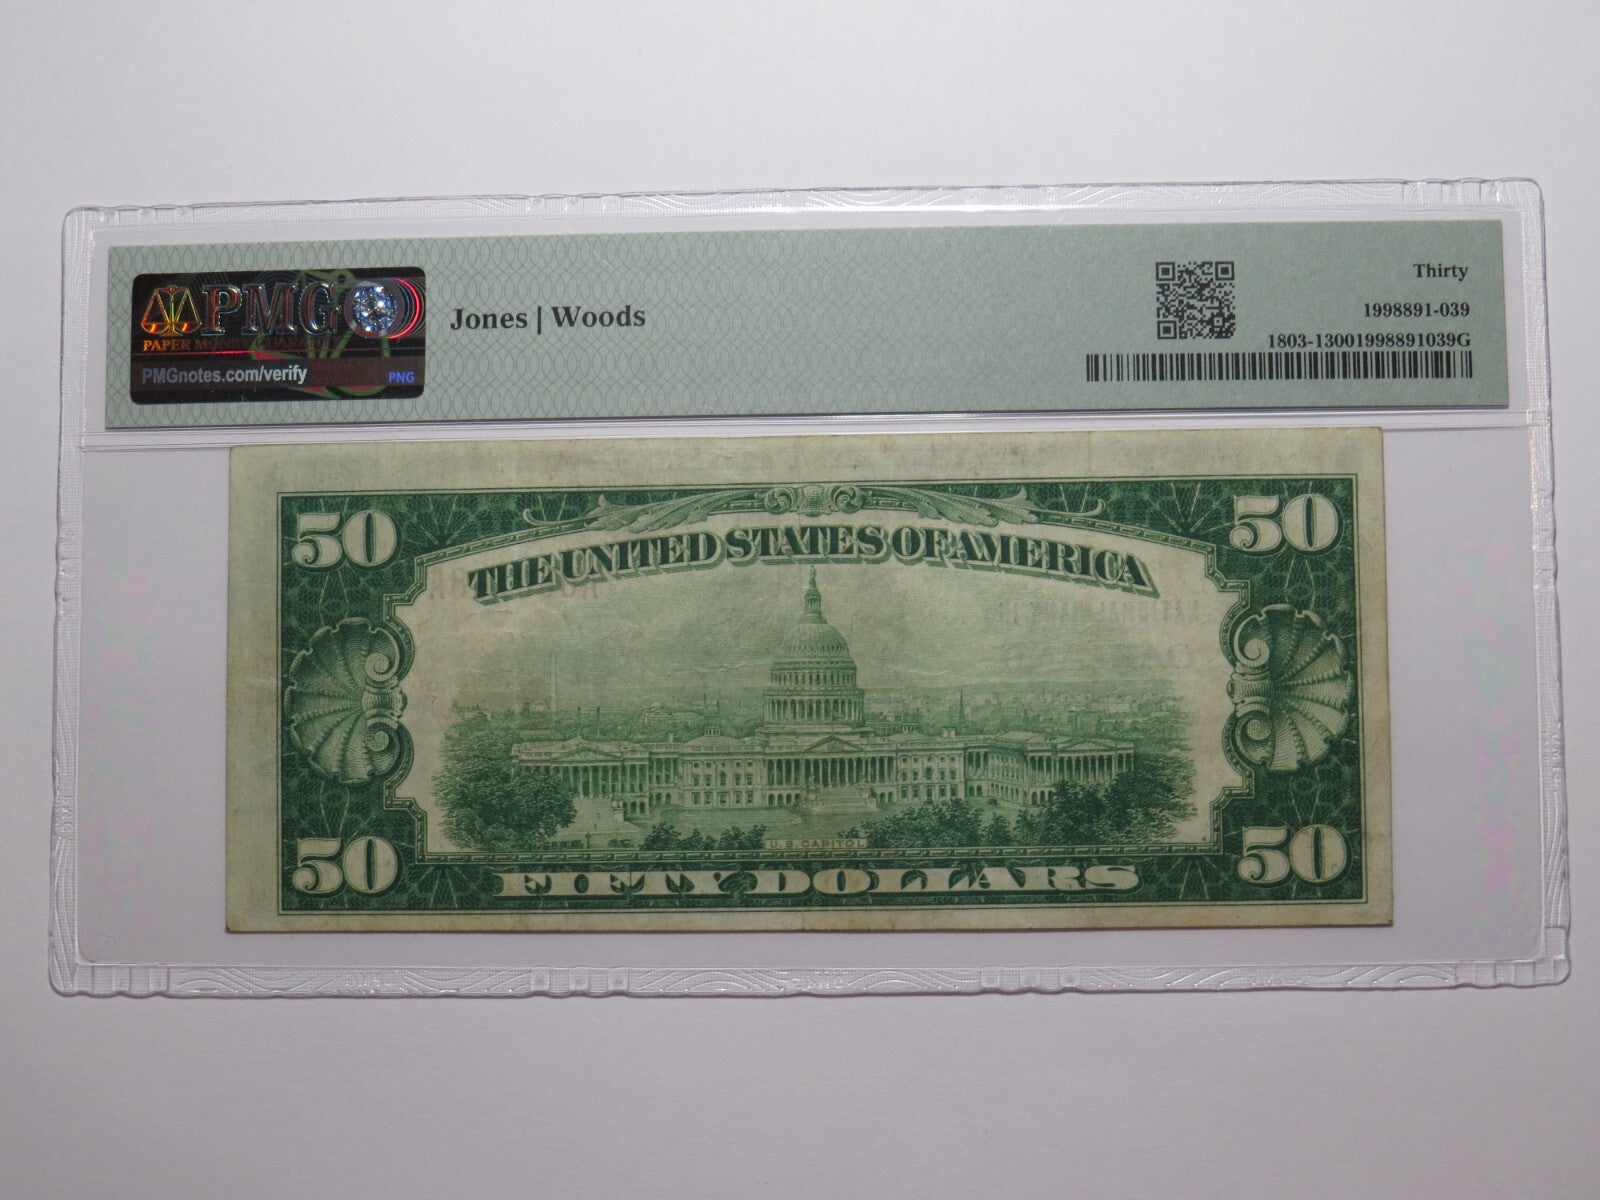 PMG
PAPER MONEY GUARANTY
PMGnotes.com/verify
PNG
Jones | Woods
Thirty
1998891-039
1803-13001998891039G
50
50
THE UNITED STATES OF AMERICA
U.S. CAPITOL
50
50
FIFTY DOLLARS